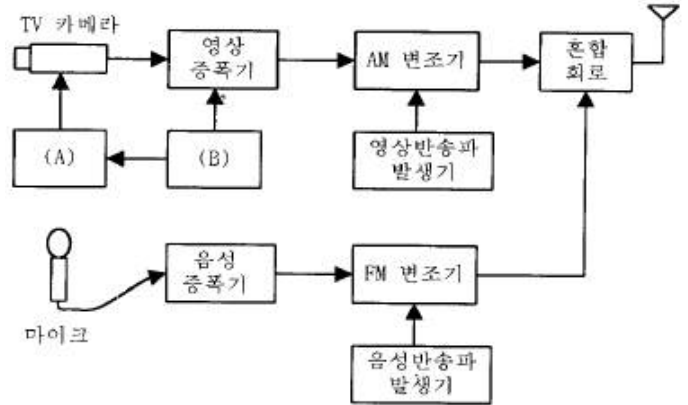 TV 카메라
영상
증폭기
AM 변조기
혼합
회로
(A)
(B)
영상반송파
발생기
음성
증폭기
FM 변조기
마이크
음성반송파
발생기